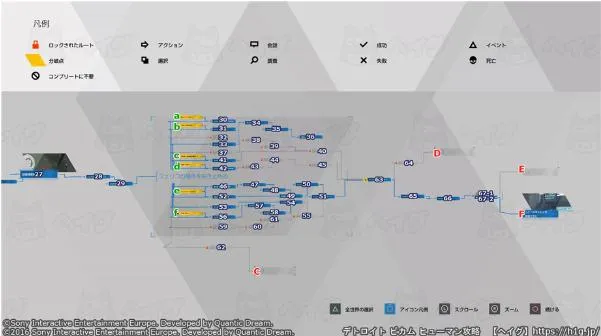 凡例
ロックされたルート
アクション
会話
成功
イベント
分岐点
選択
調査
失敗
死亡
コンプリートに不要
a
b
c
d
e
f
30
31
32
33
37
41
42
34
35
36
38
39
40
44
43
45
27
28
29
46
47
48
49
50
51
52
53
54
55
56
57
58
59
60
61
62
63
64
65
66
67-1
67-2
D
E
F
C
全世界の選択
アイコン凡例
スクロール
ズーム
続ける
©Sony Interactive Entertainment Europe. Developed by Quantic Dream.
©2016 Sony Interactive Entertainment Europe. Developed by Quantic Dream.
デトロイト ビカム ヒューマン攻略 【ヘイグ】https://h1g.jp/